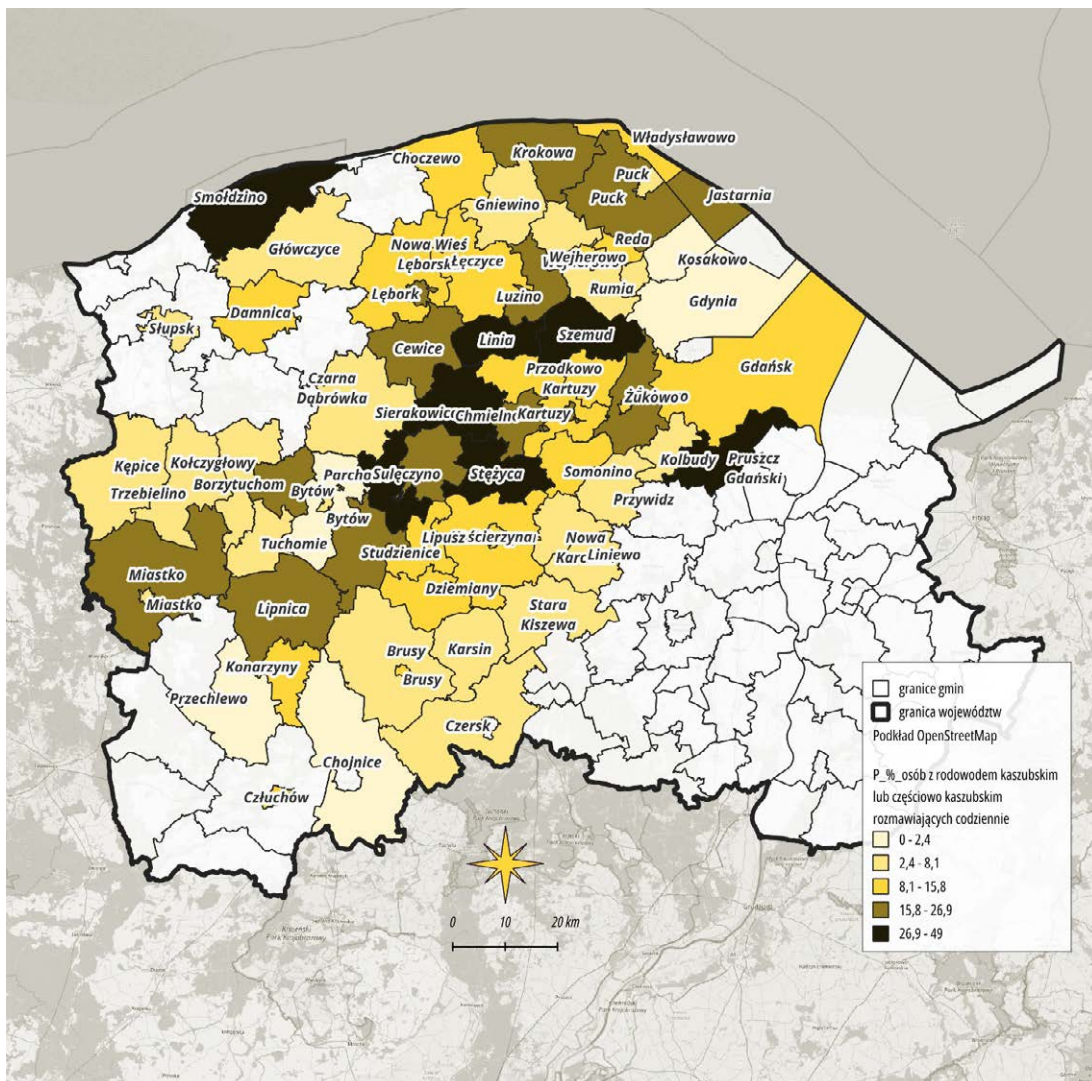 Władysławowo
Choczewo
Krokowa
Puck
Smołdzino
Puck
Jastarnia
Gniewino
Główczyce
Nowa Wieś
Lęborska
Łęczyce
Reda
Wejherowo
Kosakowo
Rumia
Lębork
Luzino
Gdynia
Damnica
Słupsk
Cewice
Linia
Szemud
Przodkowo
Gdańsk
Czarna
Dąbrówka
Kartuzy
Żukowo
Sierakowice
Chmielno
Kartuzy
Kępice
Kołczygłowy
Kolbudy
Pruszcz
Gdański
Parcho
Sulęczyno
Stężyca
Somonino
Trzebielino
Borzytuchom
Bytów
Przywidz
Bytów
Tuchomie
Studzienice
Lipusz
ścierzyna
Nowa
Karc
Liniewo
Miastko
Miastko
Lipnica
Dziemiany
Stara
Kiszewa
Brusy
Karsin
Konarzyny
Brusy
Przechlewo
Czersk
Chojnice
Człuchów
granice gmin
granica województw
Podkład OpenStreetMap
P_%_osób z rodowodem kaszubskim
lub częściowo kaszubskim
rozmawiających codziennie
0 - 2,4
2,4 - 8,1
8,1 - 15,8
15,8 - 26,9
26,9 - 49
0 10 20 km